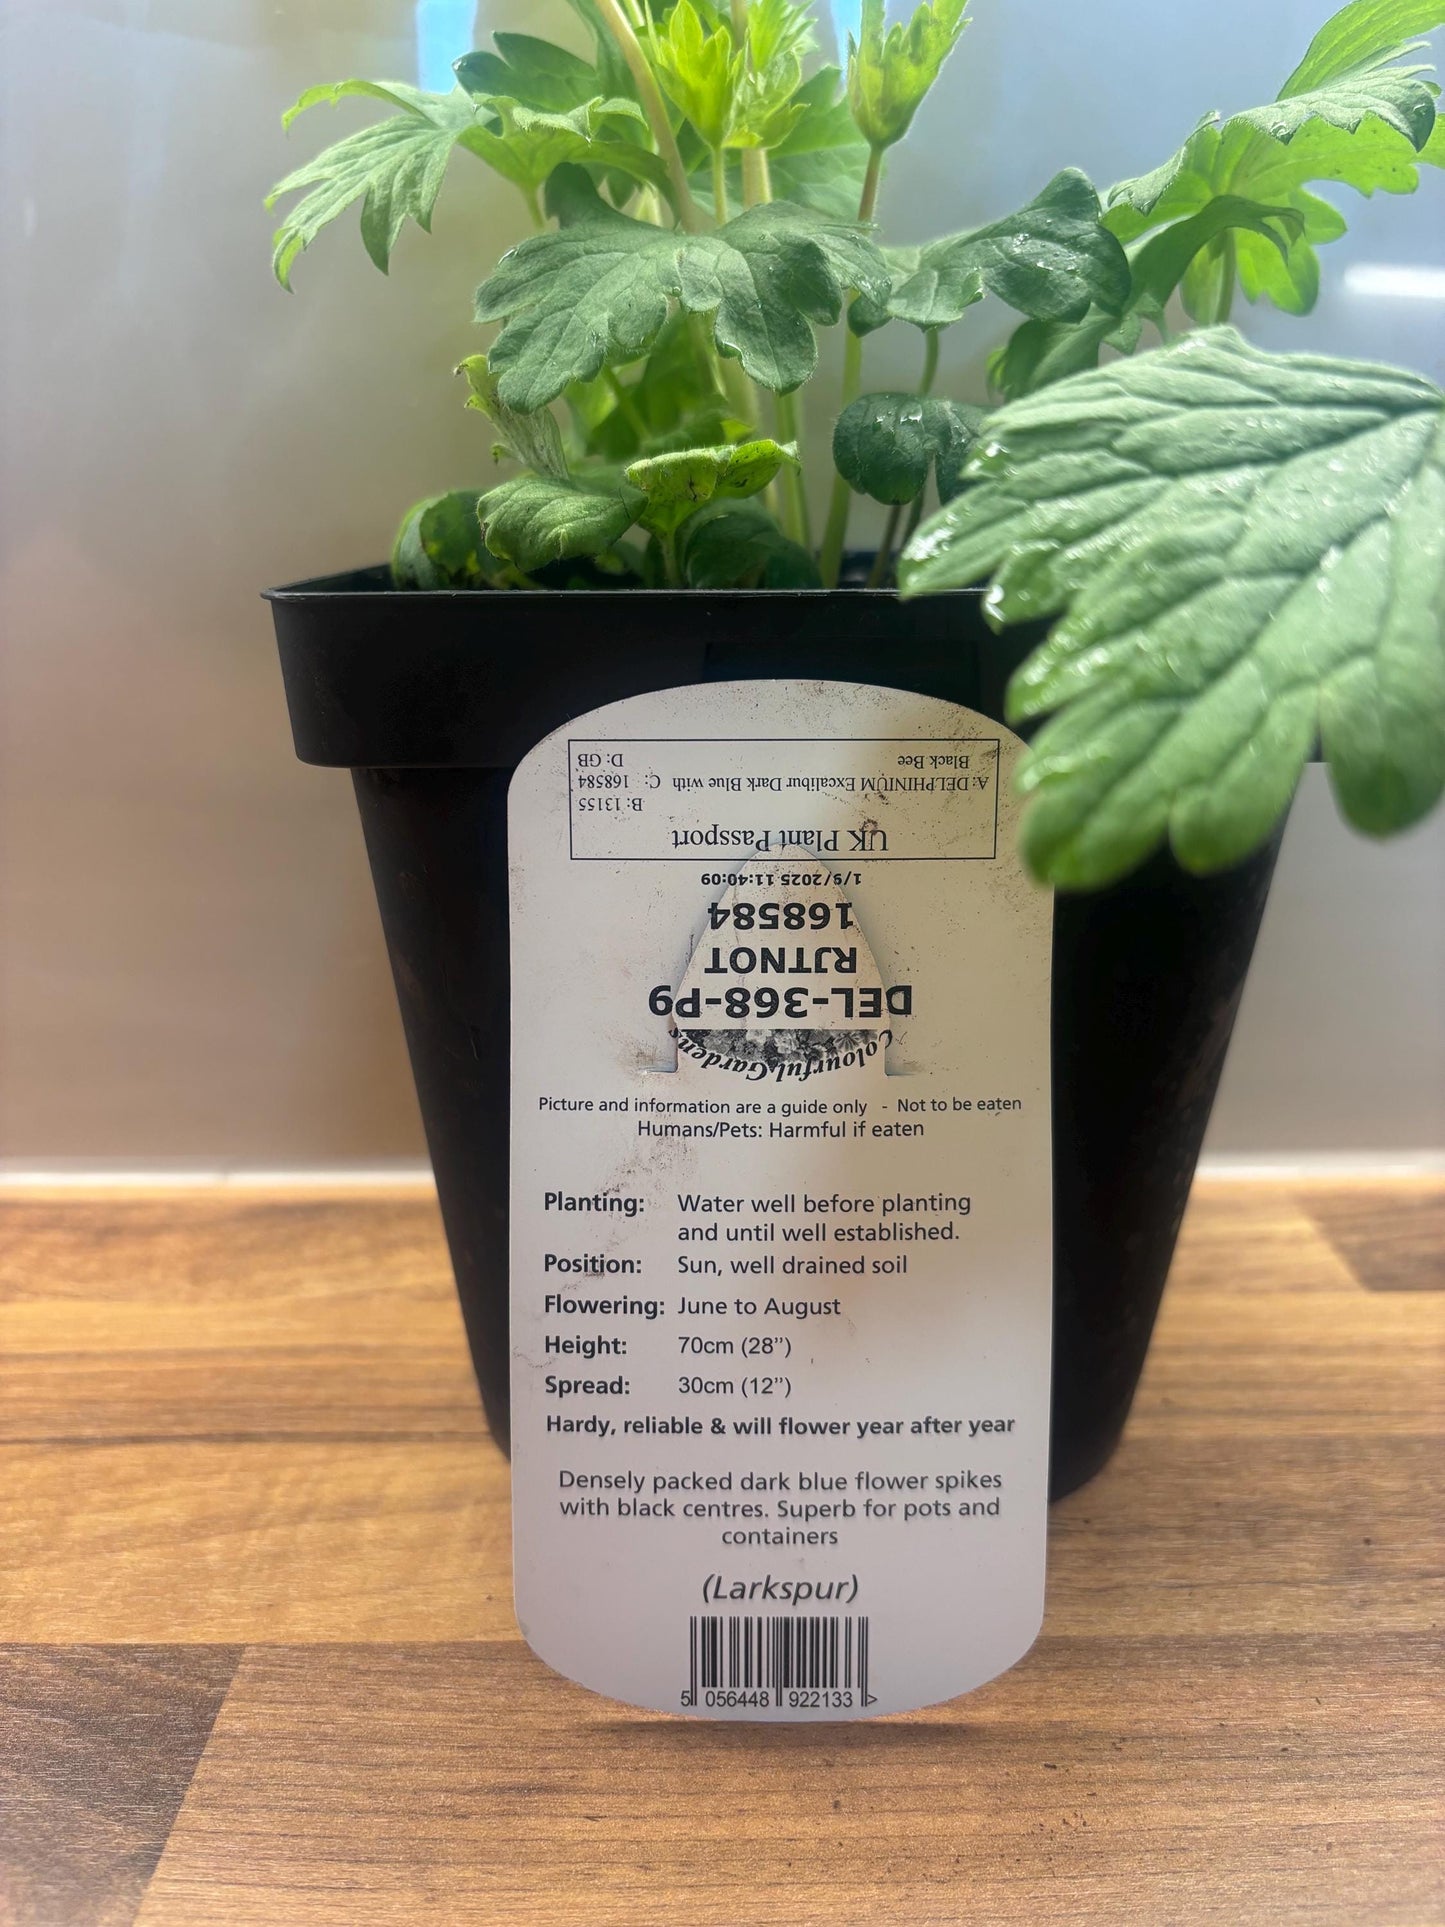 UK Plant Passport
B: 13155
A: DELPHINIUM Excalibur Dark Blue with C: 168584
Black Bee D: GB
1/9/2025 11:40:09
168584
RJTNOT
DEL-368-P9
Colourful Gardens
Picture and information are a guide only - Not to be eaten
Humans/Pets: Harmful if eaten
Planting: Water well before planting
and until well established.
Position: Sun, well drained soil
Flowering: June to August
Height: 70cm (28”)
Spread: 30cm (12”)
Hardy, reliable & will flower year after year
Densely packed dark blue flower spikes
with black centres. Superb for pots and
containers
(Larkspur)
5 056448 922133 >